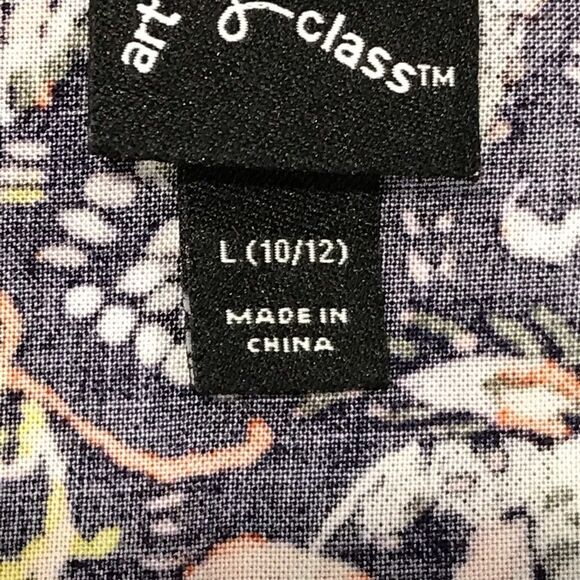 art & class™
L (10/12)
MADE IN
CHINA